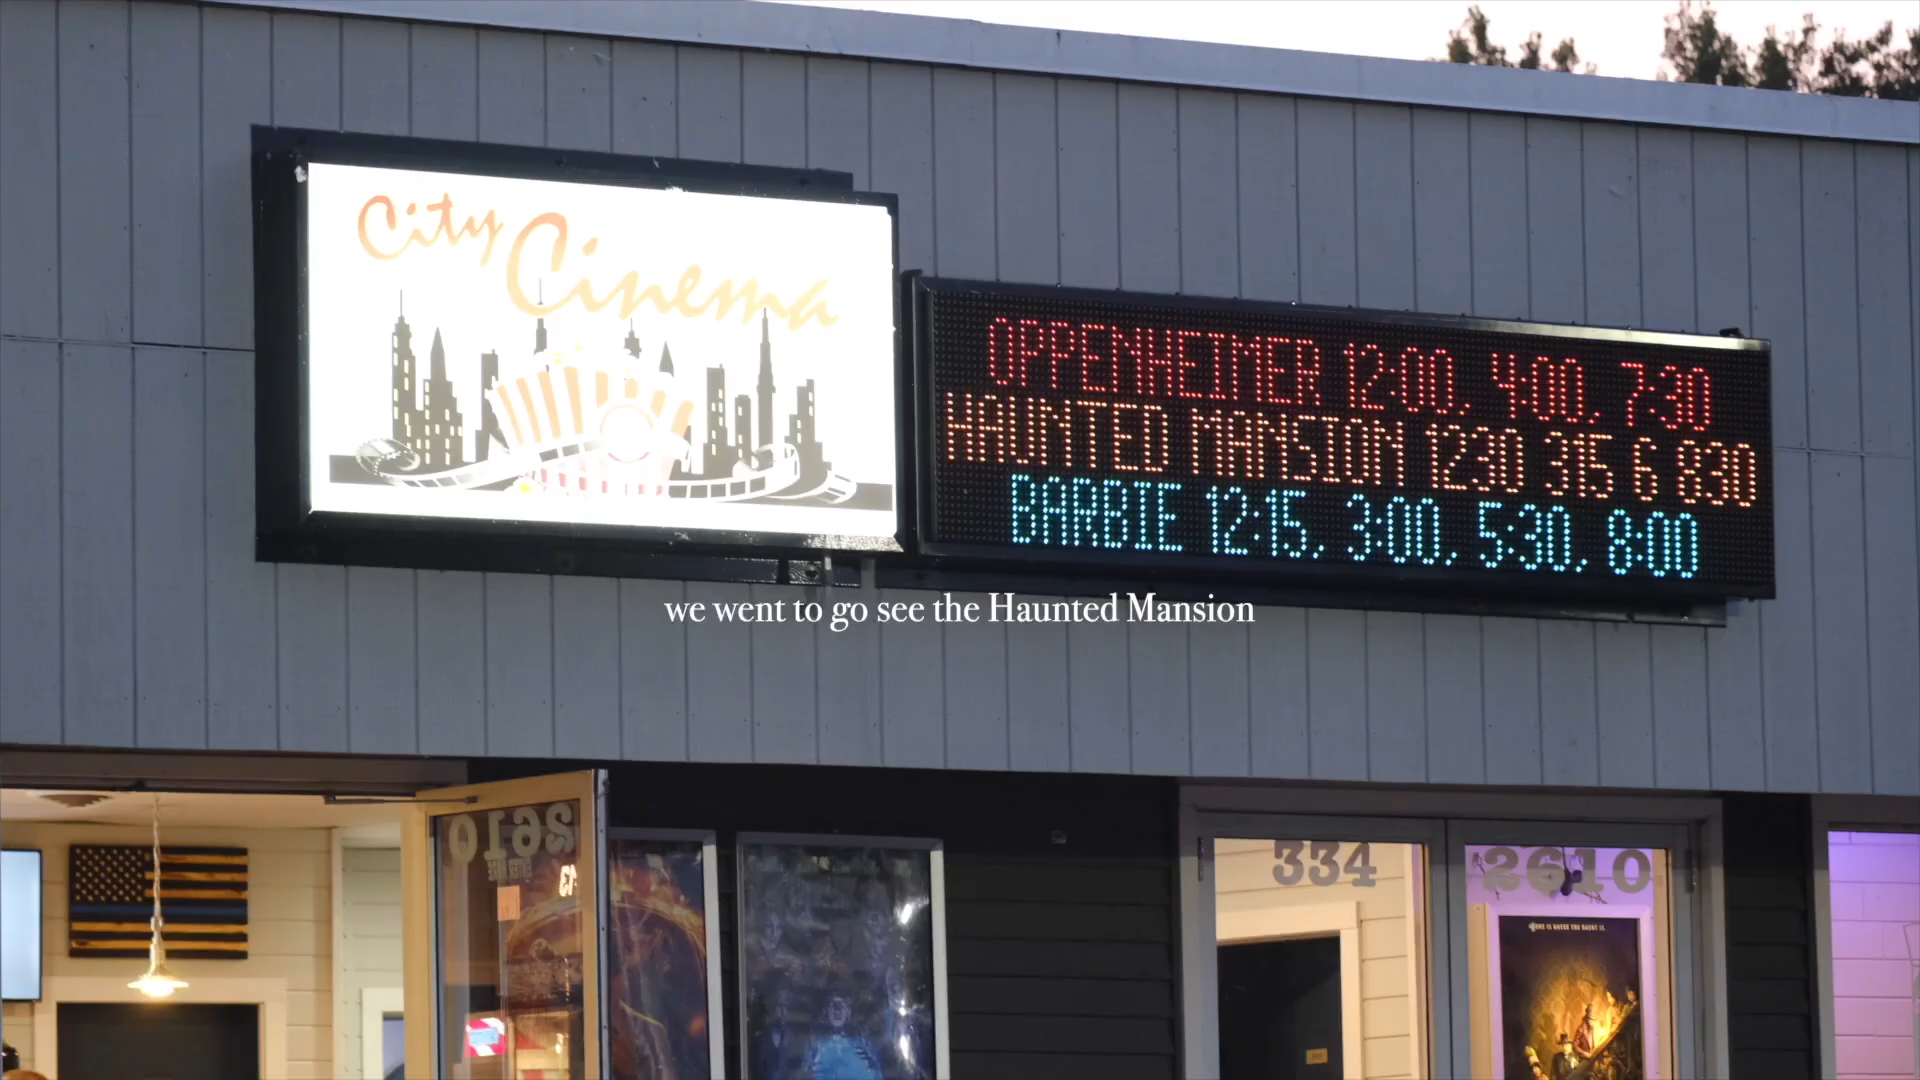 City Cinema
OPPENHEIMER 12:00, 4:00, 7:30
HAUNTED MANSION 1230 315 6 830
BARBIE 12:15, 3:00, 5:30, 8:00
we went to go see the Haunted Mansion
2610
334
2610